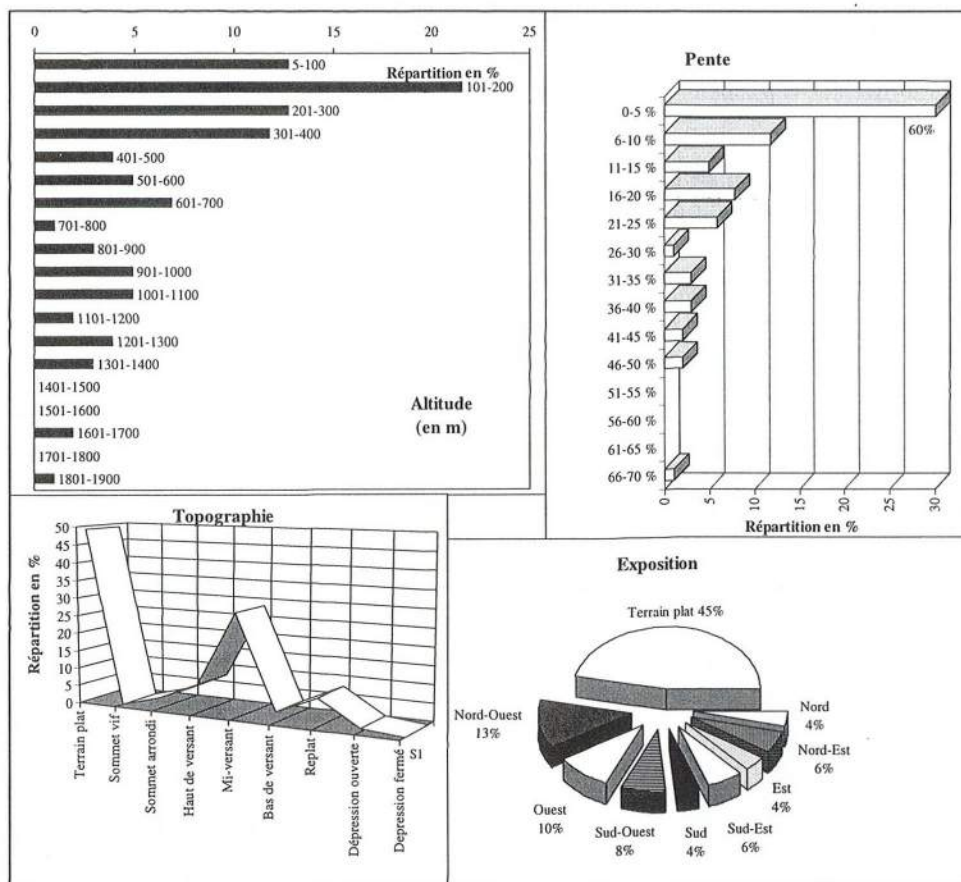 0 5 10 15 20 25
5-100
Répartition en %
101-200
201-300
301-400
401-500
501-600
601-700
701-800
801-900
901-1000
1001-1100
1101-1200
1201-1300
1301-1400
1401-1500
1501-1600
1601-1700
1701-1800
1801-1900
Altitude
(en m)
Pente
0-5 %
60%
6-10 %
11-15 %
16-20 %
21-25 %
26-30 %
31-35 %
36-40 %
41-45 %
46-50 %
51-55 %
56-60 %
61-65 %
66-70 %
0 5 10 15 20 25 30
Répartition en %
Topographie
Répartition en %
50
45
40
35
30
25
20
15
10
5
0
Terrain plat
Sommet vif
Sommet arrondi
Haut de versant
Mi-versant
Bas de versant
Replat
Dépression ouverte
Depression fermé
S1
Exposition
Terrain plat 45%
Nord
4%
Nord-Est
6%
Est
4%
Sud-Est
6%
Sud
4%
Sud-Ouest
8%
Ouest
10%
Nord-Ouest
13%